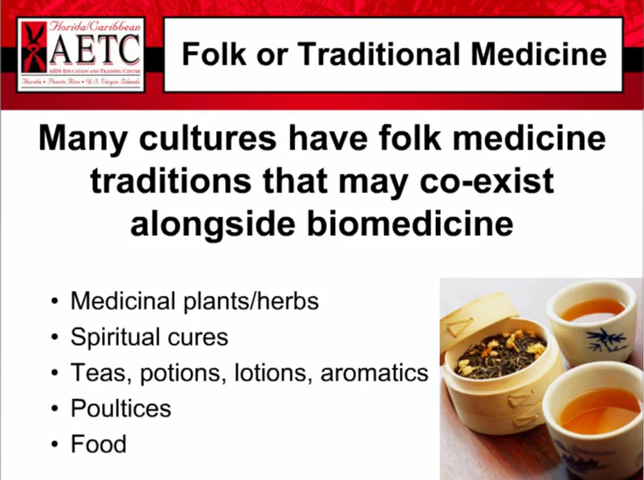 Florida/Caribbean
AETC
AIDS EDUCATION AND TRAINING CENTER
Florida • Puerto Rico • U.S. Virgin Islands
Folk or Traditional Medicine
Many cultures have folk medicine
traditions that may co-exist
alongside biomedicine
• Medicinal plants/herbs
• Spiritual cures
• Teas, potions, lotions, aromatics
• Poultices
• Food